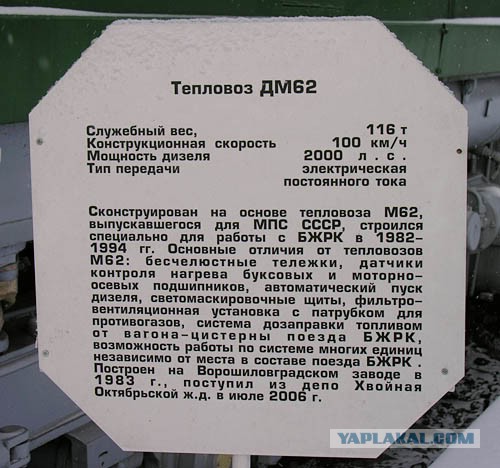 Тепловоз ДМ62
Служебный вес, 116 т
Конструкционная скорость 100 км/ч
Мощность дизеля 2000 л.с.
Тип передачи электрическая
постоянного тока
Сконструирован на основе тепловоза М62,
выпускавшегося для МПС СССР, строился
специально для работы с БЖРК в 1982-
1994 гг. Основные отличия от тепловозов
М62: бесчелюстные тележки, датчики
контроля нагрева буксовых и моторно-
осевых подшипников, автоматический пуск
дизеля, светомаскировочные щиты, фильтро-
вентиляционная установка с патрубком для
противогазов, система дозаправки топливом
от вагона-цистерны поезда БЖРК,
возможность работы по системе многих единиц
независимо от места в составе поезда БЖРК .
Построен на Ворошиловградском заводе в
1983 г., поступил из депо Хвойная
Октябрьской ж.д. в июле 2006 г.
YAPLAKAL.COM